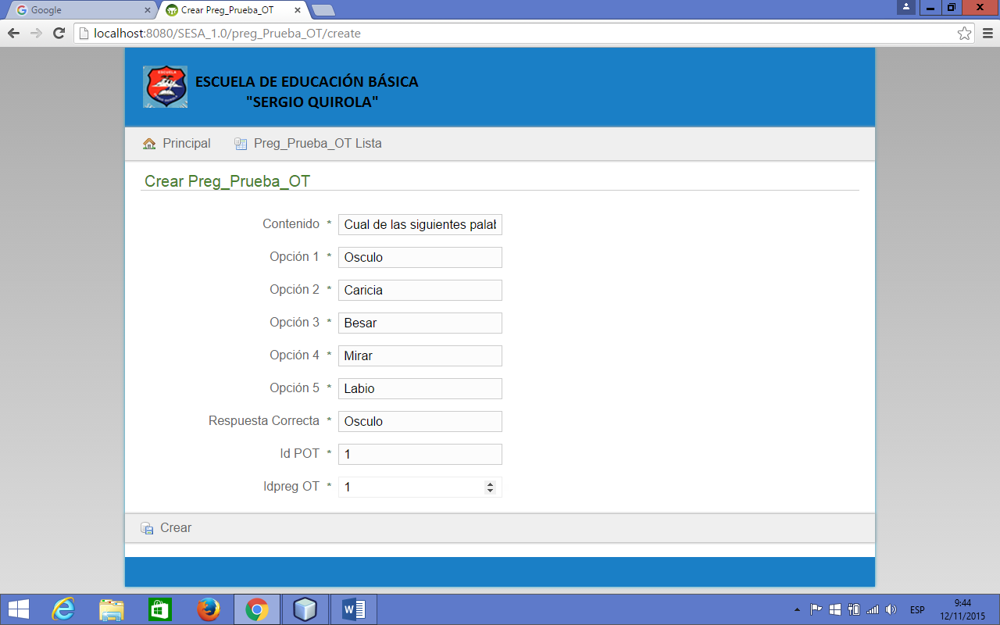 Google
Crear Preg_Prueba_OT
localhost:8080/SESA_1.0/preg_Prueba_OT/create
ESCUELA
ESCUELA DE EDUCACIÓN BÁSICA
"SERGIO QUIROLA"
Principal Preg_Prueba_OT Lista
Crear Preg_Prueba_OT
Contenido * Cual de las siguientes palab
Opción 1 * Osculo
Opción 2 * Caricia
Opción 3 * Besar
Opción 4 * Mirar
Opción 5 * Labio
Respuesta Correcta * Osculo
Id POT * 1
Idpreg OT * 1
Crear
ESP
9:44
12/11/2015